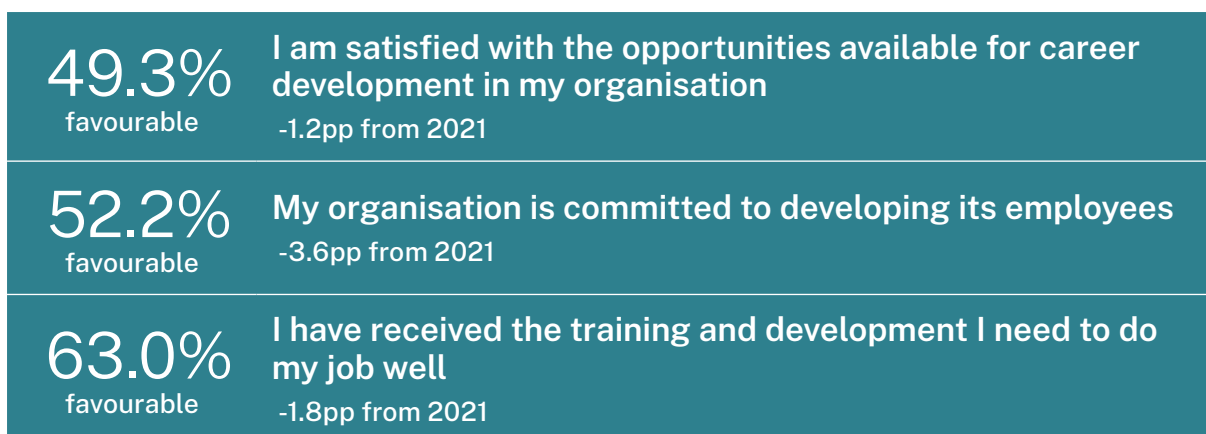 49.3%
favourable
I am satisfied with the opportunities available for career
development in my organisation
-1.2pp from 2021
52.2%
favourable
My organisation is committed to developing its employees
-3.6pp from 2021
63.0%
favourable
I have received the training and development I need to do
my job well
-1.8pp from 2021